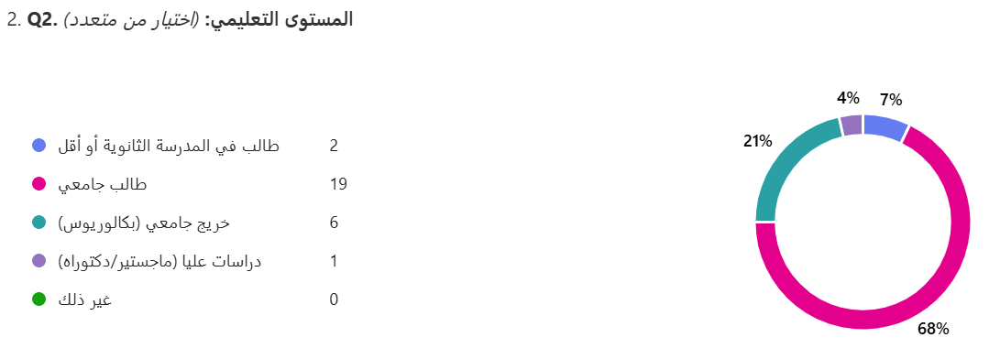 2. Q2. المستوى التعليمي: (اختيار من متعدد)
طالب في المدرسة الثانوية أو أقل 2
طالب جامعي 19
خريج جامعي (بكالوريوس) 6
دراسات عليا (ماجستير/دكتوراه) 1
غير ذلك 0
4% 7%
21%
68%